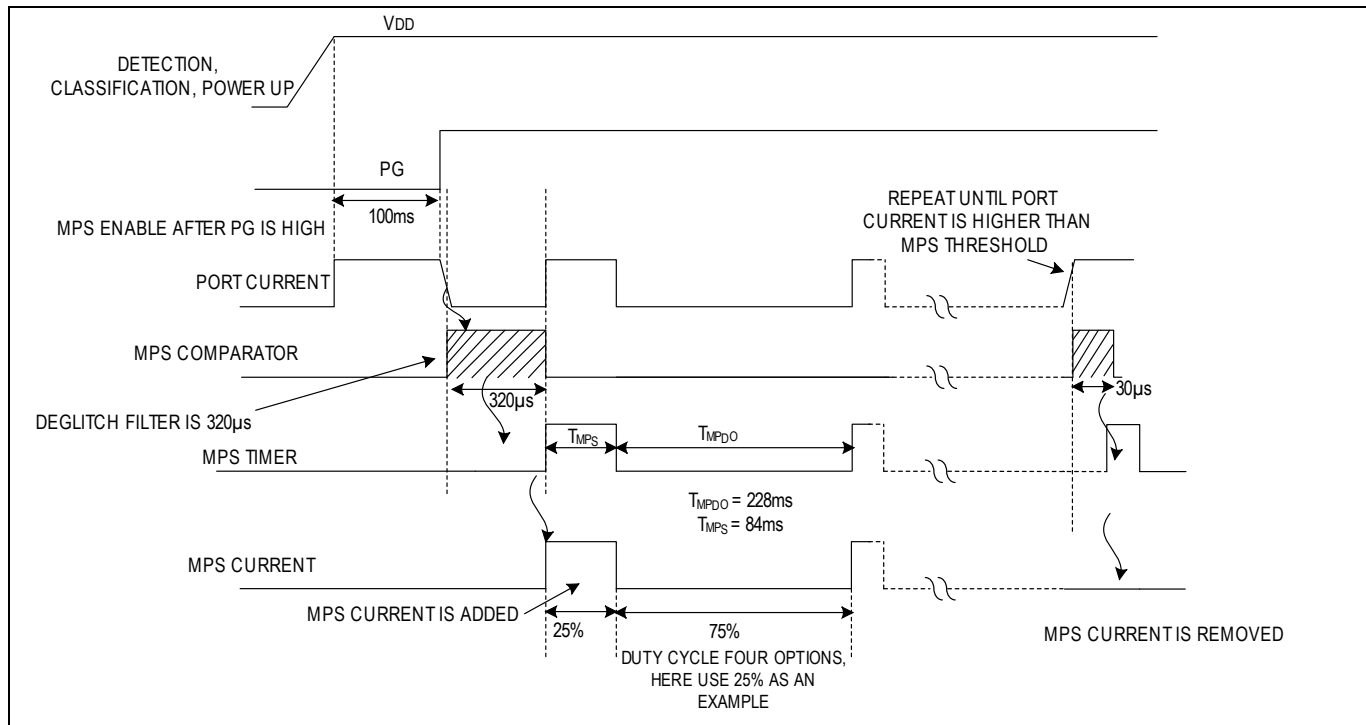 VDD
DETECTION,
CLASSIFICATION, POWER UP
PG
100ms
MPS ENABLE AFTER PG IS HIGH
REPEAT UNTIL PORT
CURRENT IS HIGHER THAN
MPS THRESHOLD
PORT CURRENT
MPS COMPARATOR
320µs
30µs
DEGLITCH FILTER IS 320µs
TMPS
TMPDO
MPS TIMER
TMPDO = 228ms
TMPS = 84ms
MPS CURRENT
MPS CURRENT IS ADDED
25%
75%
MPS CURRENT IS REMOVED
DUTY CYCLE FOUR OPTIONS,
HERE USE 25% AS AN
EXAMPLE